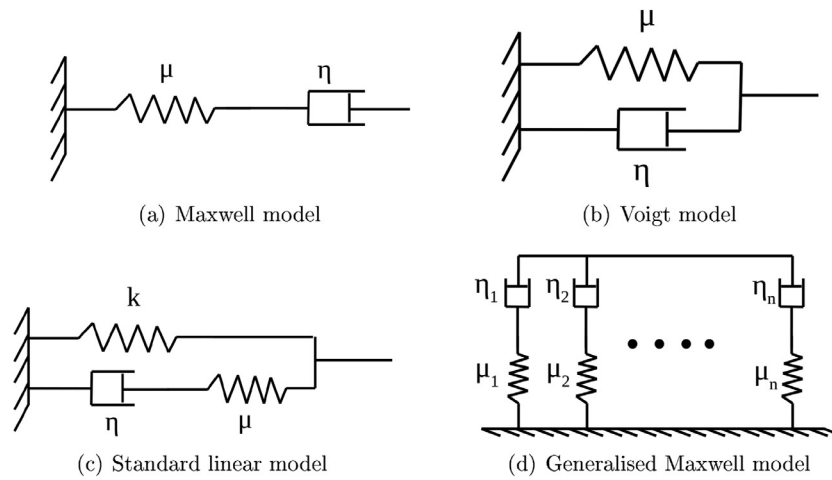 μ
η
(a) Maxwell model
μ
η
(b) Voigt model
k
η
μ
(c) Standard linear model
η₁ η₂ ηₙ
μ₁ μ₂ μₙ
(d) Generalised Maxwell model